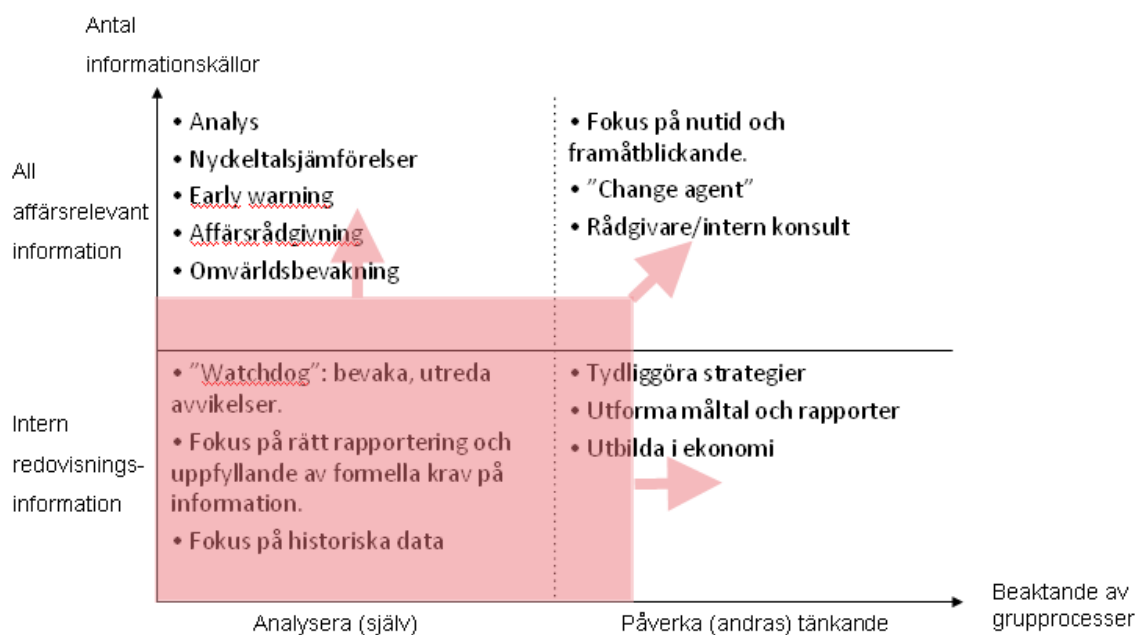 Antal
informationskällor
All
affärsrelevant
information
• Analys
• Nyckeltalsjämförelser
• Early warning
• Affärsrådgivning
• Omvärldsbevakning
• Fokus på nutid och
framåtblickande.
• ”Change agent”
• Rådgivare/intern konsult
Intern
redovisnings-
information
• ”Watchdog”: bevaka, utreda
avvikelser.
• Fokus på rätt rapportering och
uppfyllande av formella krav på
information.
• Fokus på historiska data
• Tydliggöra strategier
• Utforma måltal och rapporter
• Utbilda i ekonomi
Analysera (själv)
Påverka (andras) tänkande
Beaktande av
grupprocesser